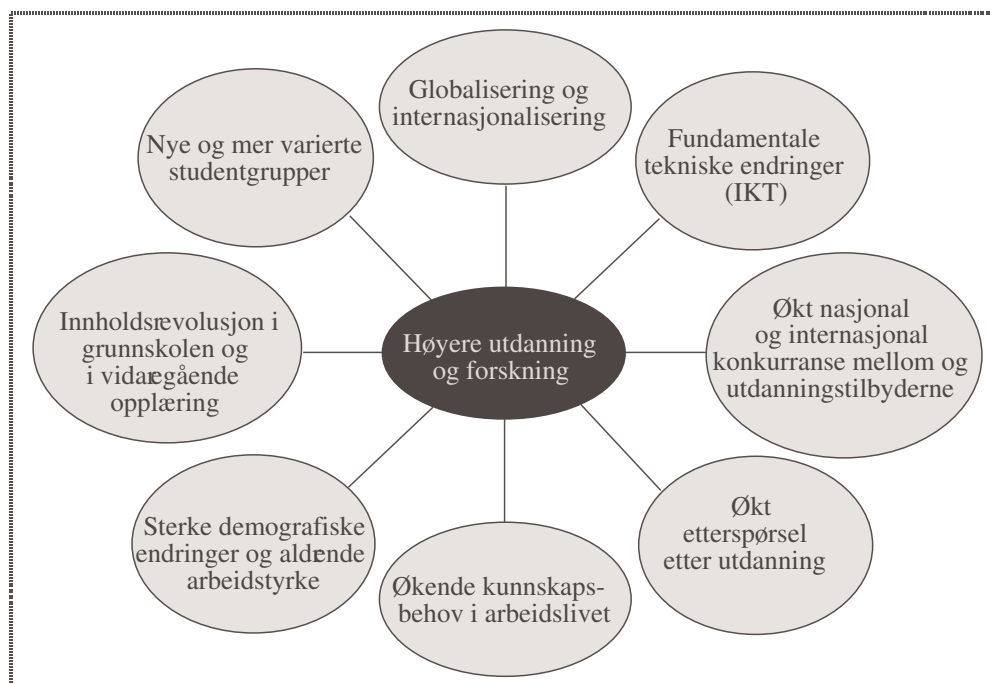 Globalisering og
internasjonalisering
Nye og mer varierte
studentgrupper
Fundamentale
tekniske endringer
(IKT)
Innholdsrevolusjon i
grunnskolen og
i vidaregående
opplæring
Høyere utdanning
og forskning
Økt nasjonal
og internasjonal
konkurranse mellom og
utdanningstilbyderne
Sterke demografiske
endringer og aldrende
arbeidstyrke
Økende kunnskaps-
behov i arbeidslivet
Økt
etterspørsel
etter utdanning